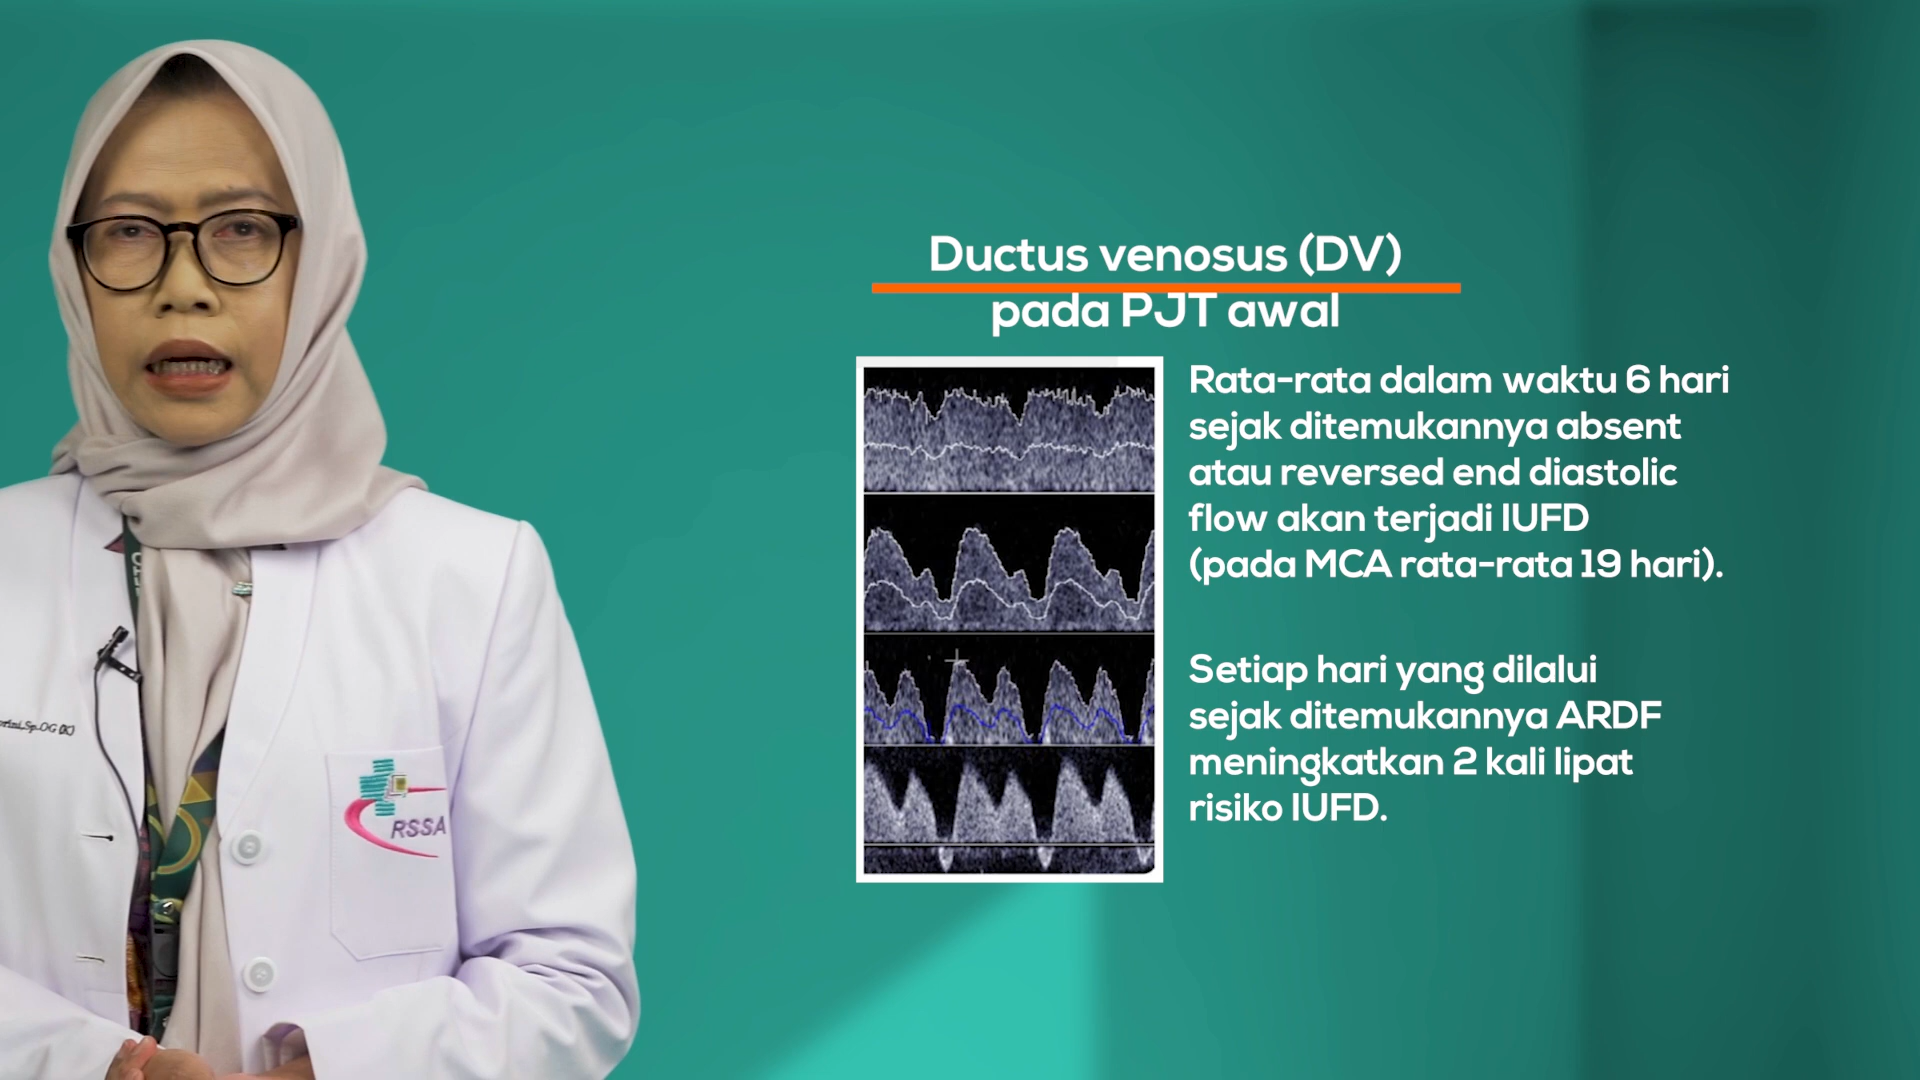 Ductus venosus (DV)
pada PJT awal
Rata-rata dalam waktu 6 hari
sejak ditemukannya absent
atau reversed end diastolic
flow akan terjadi IUFD
(pada MCA rata-rata 19 hari).
Setiap hari yang dilalui
sejak ditemukannya ARDF
meningkatkan 2 kali lipat
risiko IUFD.
Sp.OG (K)
RSSA